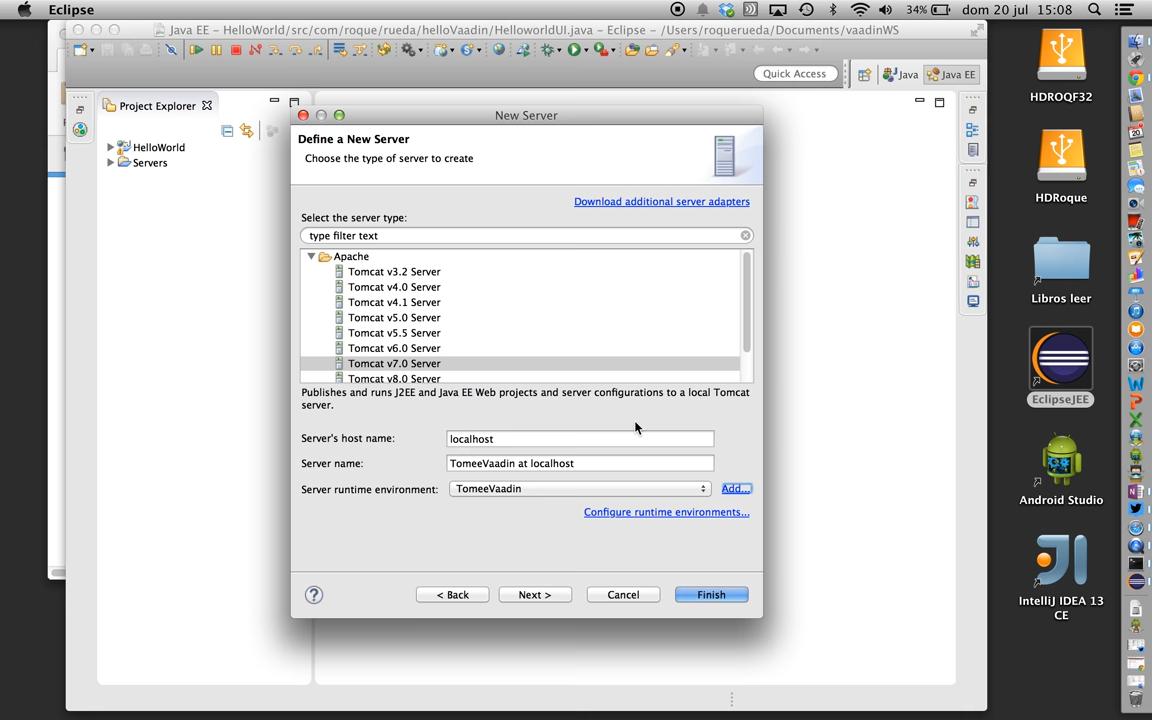 Eclipse
34%
dom 20 jul 15:08
Java EE - HelloWorld/src/com/roque/rueda/helloVaadin/HelloworldUI.java - Eclipse - /Users/roquerueda/Documents/vaadinWS
Quick Access
Java
Java EE
Project Explorer
HelloWorld
Servers
New Server
Define a New Server
Choose the type of server to create
Download additional server adapters
Select the server type:
type filter text
Apache
Tomcat v3.2 Server
Tomcat v4.0 Server
Tomcat v4.1 Server
Tomcat v5.0 Server
Tomcat v5.5 Server
Tomcat v6.0 Server
Tomcat v7.0 Server
Tomcat v8.0 Server
Publishes and runs J2EE and Java EE Web projects and server configurations to a local Tomcat
server.
Server's host name:
localhost
Server name:
TomeeVaadin at localhost
Server runtime environment:
TomeeVaadin
Add...
Configure runtime environments...
?
< Back
Next >
Cancel
Finish
HDROQF32
HDRoque
Libros leer
EclipseJEE
Android Studio
IntelliJ IDEA 13
CE